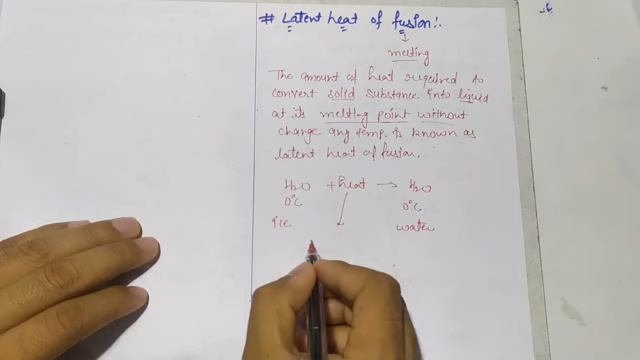 # Latent heat of fusion:.
melting
The amount of heat required to
convert solid substance into liquid
at its melting point without
change any temp. is known as
latent heat of fusion.
H2O + heat → H2O
0°C 0°C
ice water